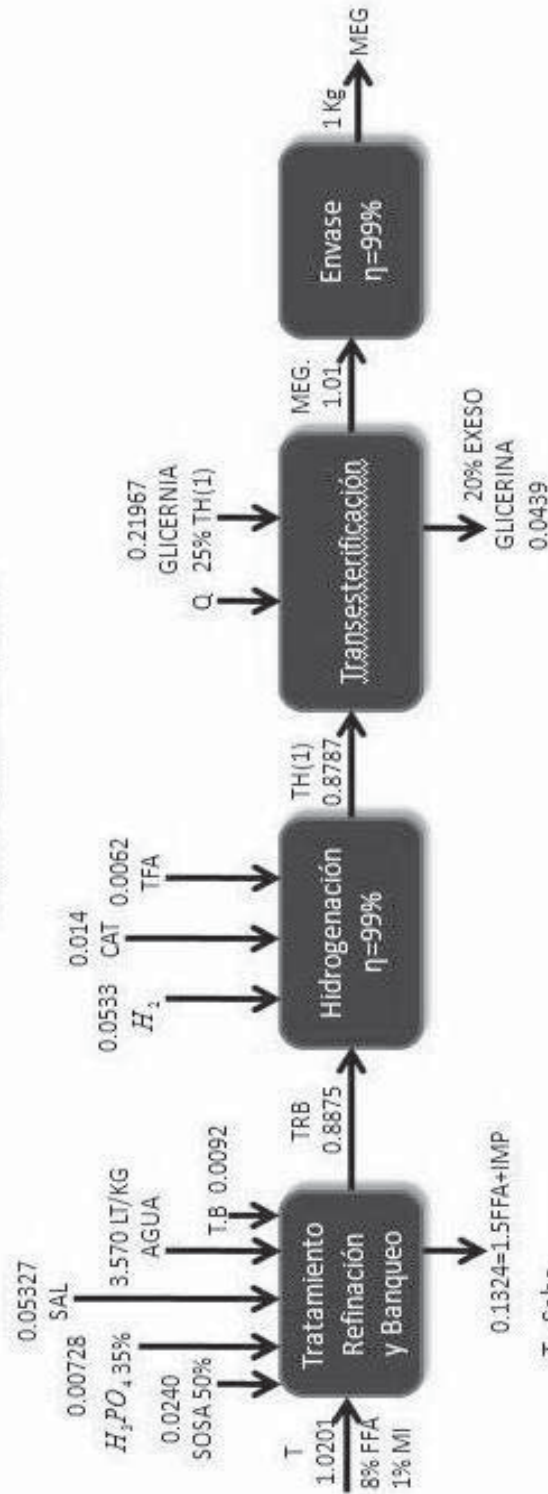 0.05327
SAL
0.00728
H₃PO₄ 35%
3.570 LT/KG
AGUA
0.0240
SOSA 50%
T.B 0.0092
T
1.0201
8% FFA
1% MI
Tratamiento
Refinación
y Banqueo
0.1324=1.5FFA+IMP
TRB
0.8875
0.0533
H₂
0.014
CAT
0.0062
TFA
Hidrogenación
η=99%
TH(1)
0.8787
Q
0.21967
GLICERNIA
25% TH(1)
Transesterificación
20% EXESO
GLICERINA
0.0439
MEG.
1.01
Envase
η=99%
1 Kg
MEG